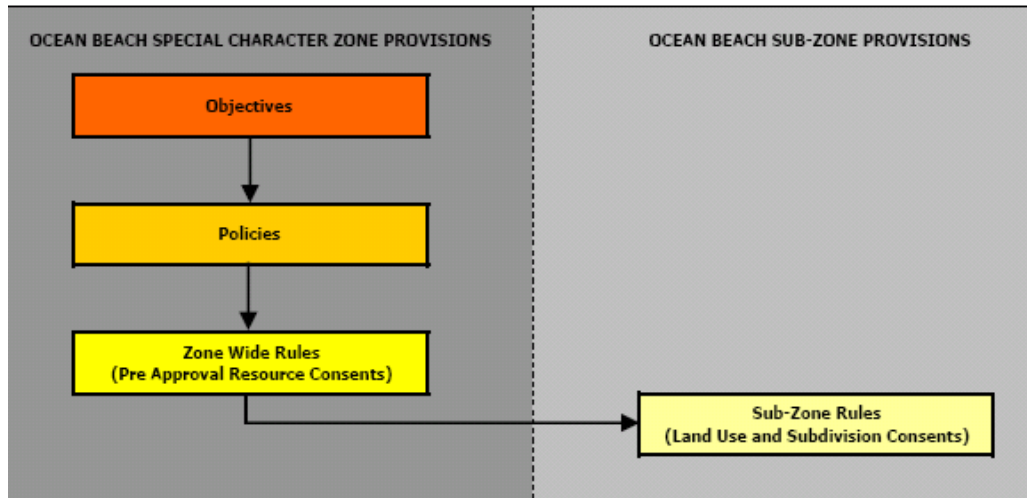 OCEAN BEACH SPECIAL CHARACTER ZONE PROVISIONS
OCEAN BEACH SUB-ZONE PROVISIONS
Objectives
Policies
Zone Wide Rules
(Pre Approval Resource Consents)
Sub-Zone Rules
(Land Use and Subdivision Consents)